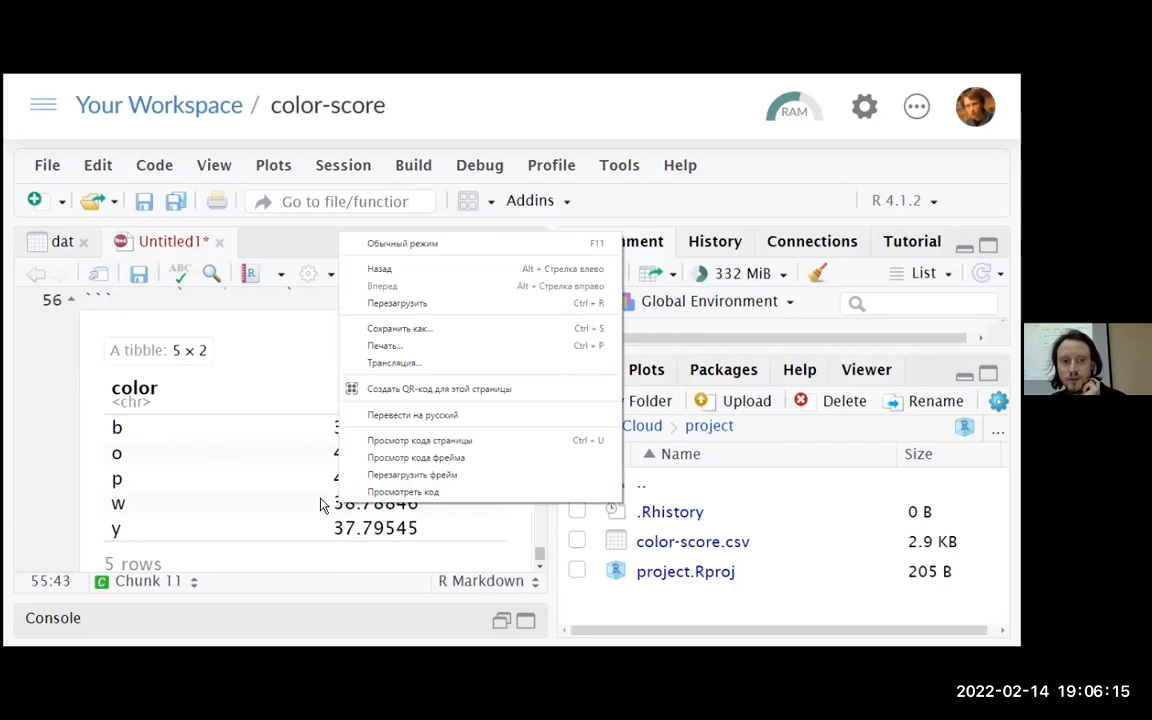 Your Workspace / color-score
RAM
File Edit Code View Plots Session Build Debug Profile Tools Help
Go to file/function
Addins
R 4.1.2
dat
Untitled1*
ABC
R
56
```
A tibble: 5 × 2
color
<chr>
b
o
p
w 38.78846
y 37.79545
5 rows
55:43 Chunk 11 R Markdown
Console
Обычный режим F11
Назад Alt + Стрелка влево
Вперед Alt + Стрелка вправо
Перезагрузить Ctrl + R
Сохранить как... Ctrl + S
Печать... Ctrl + P
Трансляция...
Создать QR-код для этой страницы
Перевести на русский
Просмотр кода страницы Ctrl + U
Просмотр кода фрейма
Перезагрузить фрейм
Просмотреть код
nment History Connections Tutorial
332 MiB
List
Global Environment
Plots Packages Help Viewer
Folder Upload Delete Rename
Cloud > project
R
...
Name Size
..
.Rhistory 0 B
color-score.csv 2.9 KB
project.Rproj 205 B
2022-02-14 19:06:15